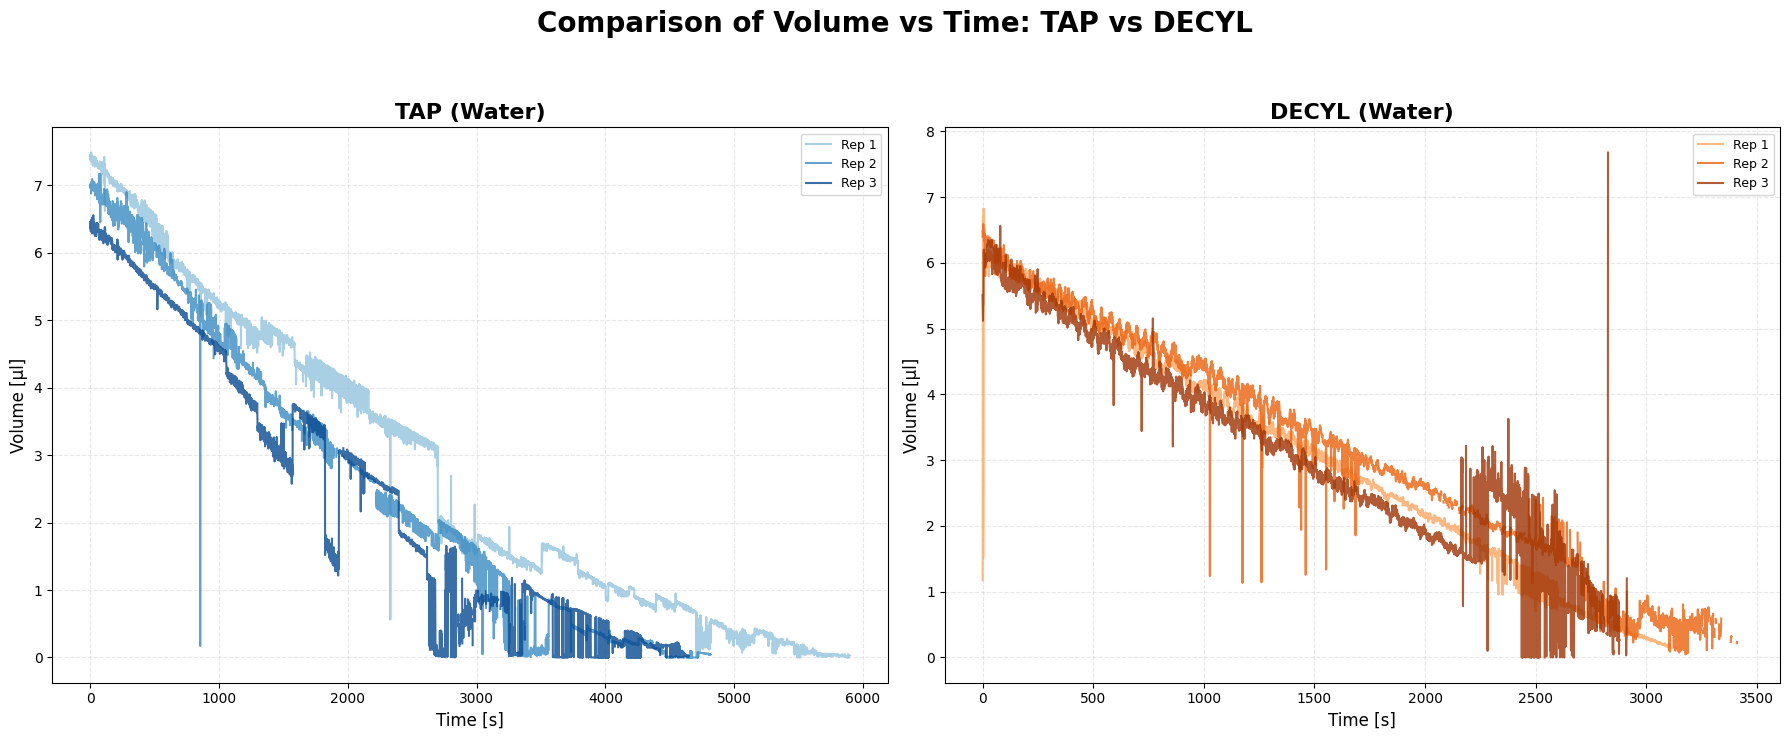 Comparison of Volume vs Time: TAP vs DECYL
TAP (Water)
Rep 1
Rep 2
Rep 3
7
6
5
4
3
2
1
0
Volume [µl]
0 1000 2000 3000 4000 5000 6000
Time [s]
DECYL (Water)
Rep 1
Rep 2
Rep 3
8
7
6
5
4
3
2
1
0
Volume [µl]
0 500 1000 1500 2000 2500 3000 3500
Time [s]